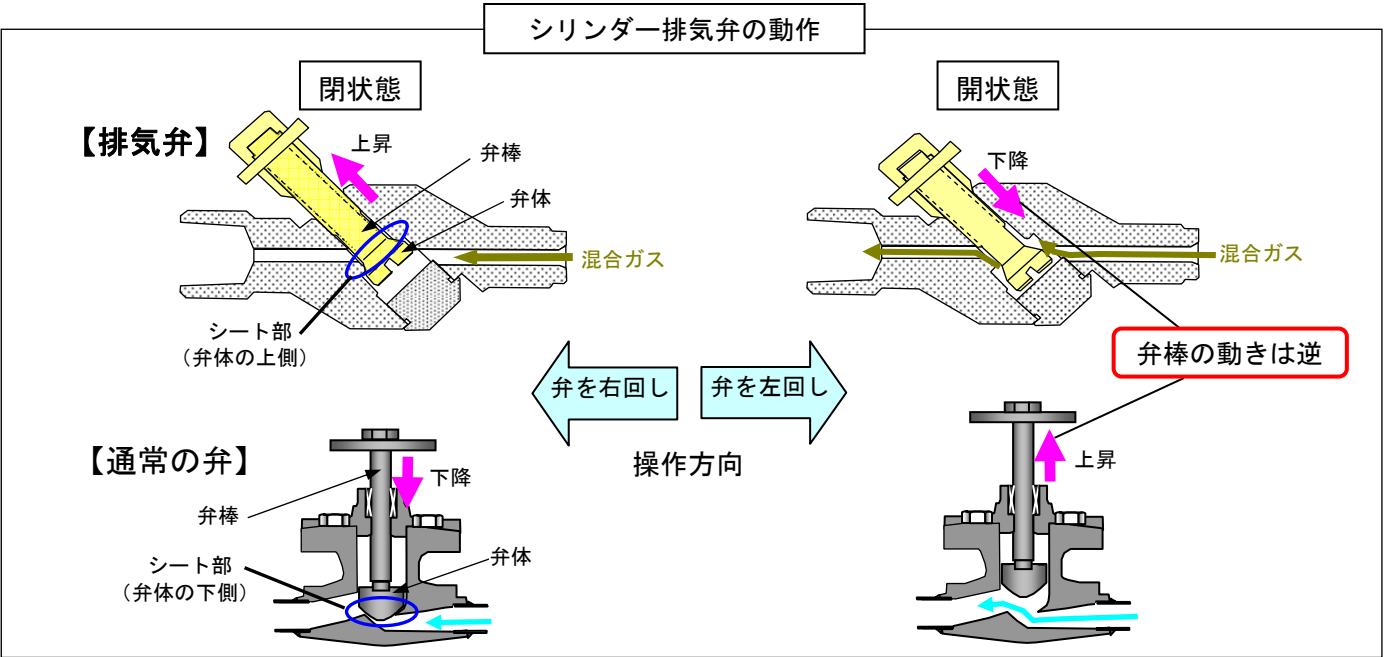 シリンダー排気弁の動作
閉状態
開状態
【排気弁】
上昇
弁棒
弁体
混合ガス
シート部
（弁体の上側）
下降
混合ガス
弁棒の動きは逆
弁を右回し
弁を左回し
操作方向
【通常の弁】
下降
弁棒
シート部
（弁体の下側）
弁体
上昇